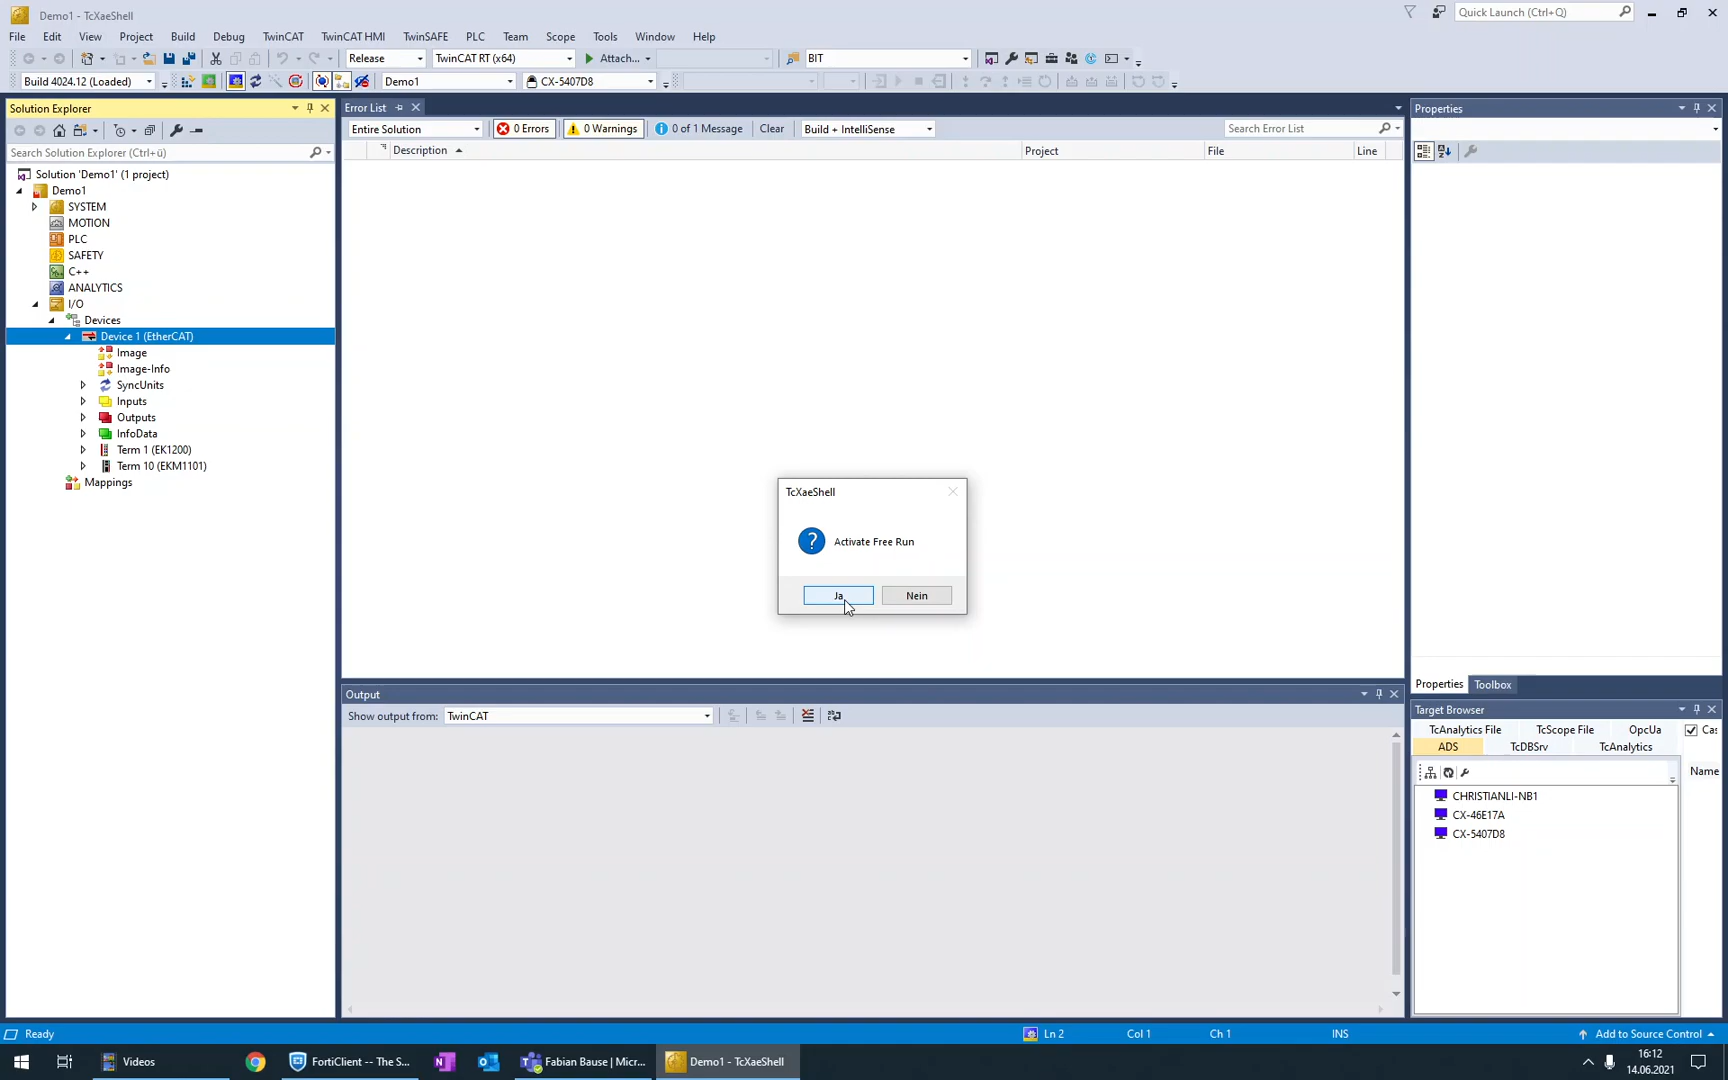 Demo1 - TcXaeShell
Quick Launch (Ctrl+Q)
File Edit View Project Build Debug TwinCAT TwinCAT HMI TwinSAFE PLC Team Scope Tools Window Help
Release TwinCAT RT (x64) Attach... BIT
Build 4024.12 (Loaded) Demo1 CX-5407D8
Solution Explorer
Search Solution Explorer (Ctrl+ü)
Solution 'Demo1' (1 project)
Demo1
SYSTEM
MOTION
PLC
SAFETY
C++
ANALYTICS
I/O
Devices
Device 1 (EtherCAT)
Image
Image-Info
SyncUnits
Inputs
Outputs
InfoData
Term 1 (EK1200)
Term 10 (EKM1101)
Mappings
Error List
Entire Solution 0 Errors 0 Warnings 0 of 1 Message Clear Build + IntelliSense Search Error List
Description Project File Line
TcXaeShell
Activate Free Run
Ja Nein
Output
Show output from: TwinCAT
Properties
Properties Toolbox
Target Browser
TcAnalytics File TcScope File OpcUa Cas
ADS TcDBSrv TcAnalytics
Name
CHRISTIANLI-NB1
CX-46E17A
CX-5407D8
Ready Ln 2 Col 1 Ch 1 INS Add to Source Control
Videos FortiClient -- The S... Fabian Bause | Micr... Demo1 - TcXaeShell
16:12
14.06.2021